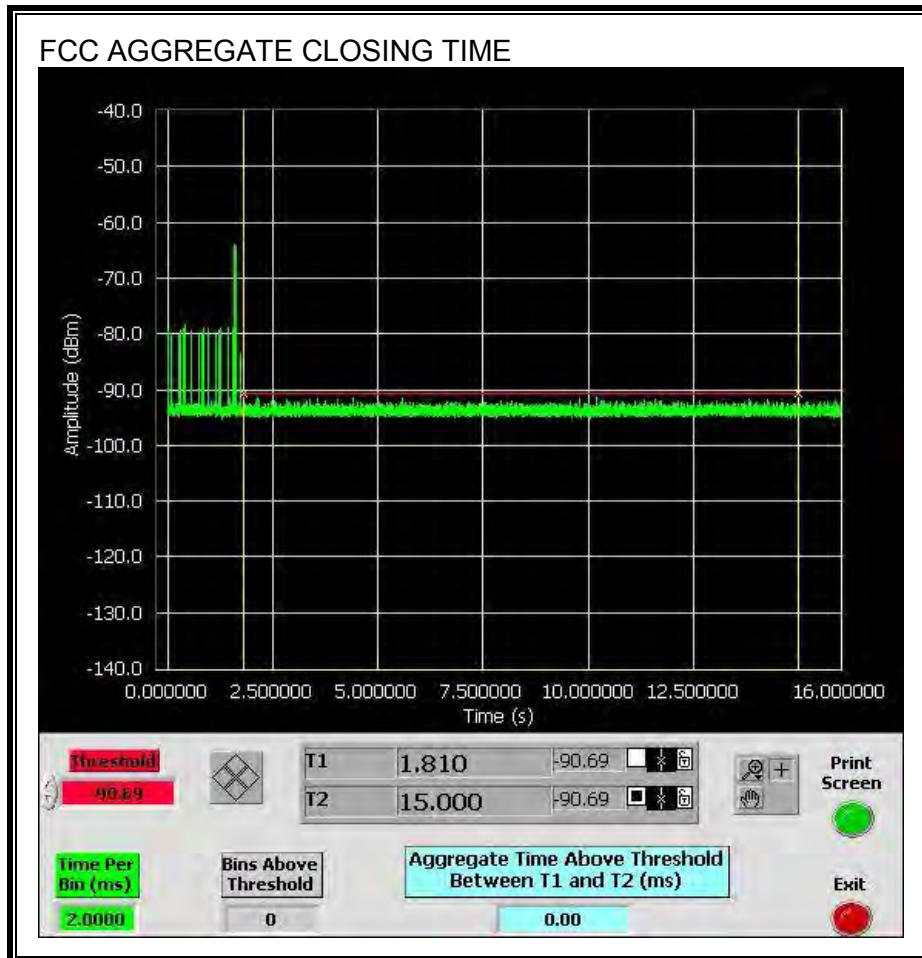 FCC AGGREGATE CLOSING TIME
-40.0
-50.0
-60.0
-70.0
-80.0
-90.0
-100.0
-110.0
-120.0
-130.0
-140.0
Amplitude (dBm)
0.000000 2.500000 5.000000 7.500000 10.000000 12.500000 16.000000
Time (s)
Threshold
-90.69
T1 1.810 -90.69
T2 15.000 -90.69
Print
Screen
Time Per
Bin (ms)
2.0000
Bins Above
Threshold
0
Aggregate Time Above Threshold
Between T1 and T2 (ms)
0.00
Exit